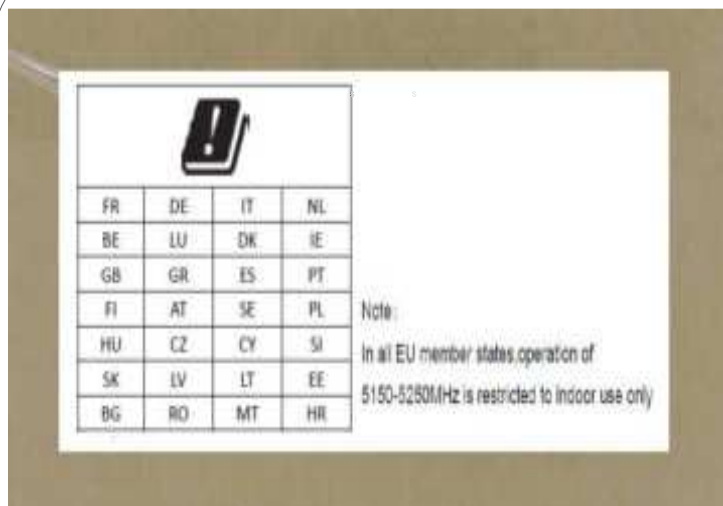 FR DE IT NL
BE LU DK IE
GB GR ES PT
FI AT SE PL
HU CZ CY SI
SK LV LT EE
BG RO MT HR
Note:
In all EU member states,operation of
5150-5250MHz is restricted to indoor use only